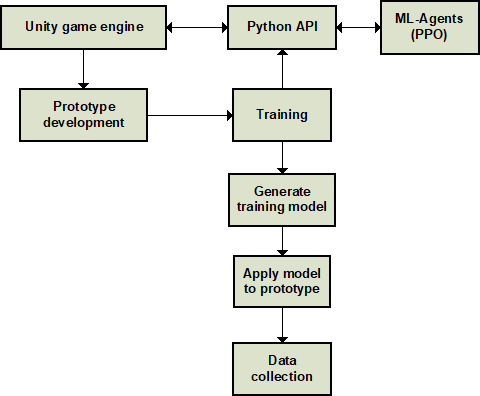 Unity game engine
Python API
ML-Agents
(PPO)
Prototype
development
Training
Generate
training model
Apply model
to prototype
Data
collection